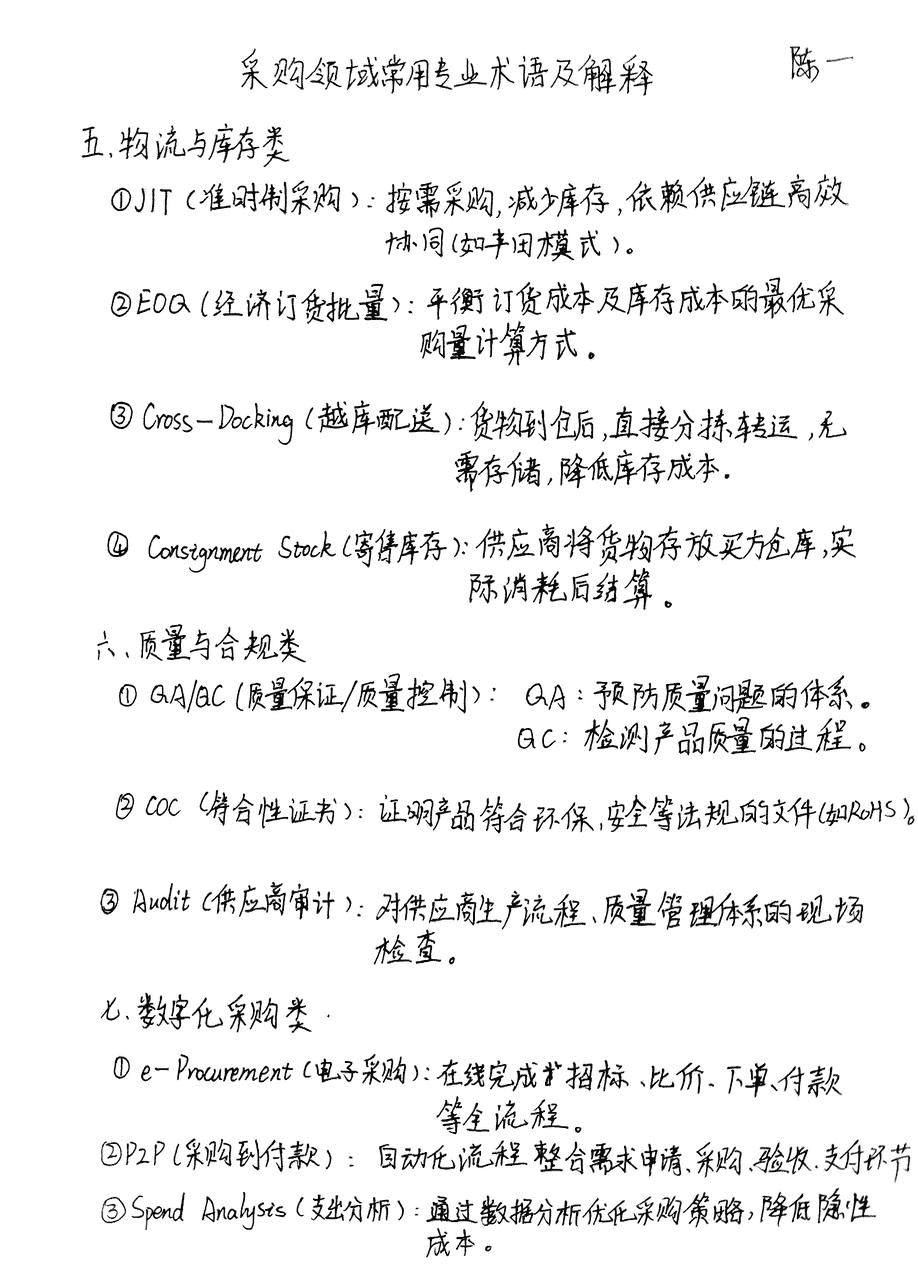 采购领域常用专业术语及解释
陈一
五、物流与库存类
①JIT(准时制采购):按需采购,减少库存,依赖供应链高效
协同(如丰田模式)。
②EOQ(经济订货批量):平衡订货成本及库存成本的最优采
购量计算方式。
③Cross-Docking(越库配送):货物到仓后,直接分拣转运,无
需存储,降低库存成本.
④ Consignment Stock(寄售库存):供应商将货物存放买方仓库,实
际消耗后结算。
六、质量与合规类
① QA/QC(质量保证/质量控制): QA:预防质量问题的体系。
QC:检测产品质量的过程。
② COC (符合性证书):证明产品符合环保、安全等法规的文件(如RoHS)。
③ Audit(供应商审计):对供应商生产流程、质量管理体系的现场
检查。
七、数字化采购类.
① e-Procurement(电子采购):在线完成招标、比价、下单、付款
等全流程。
②P2P(采购到付款): 自动化流程整合需求申请、采购、验收、支付环节
③Spend Analysis(支出分析):通过数据分析优化采购策略,降低隐性
成本。